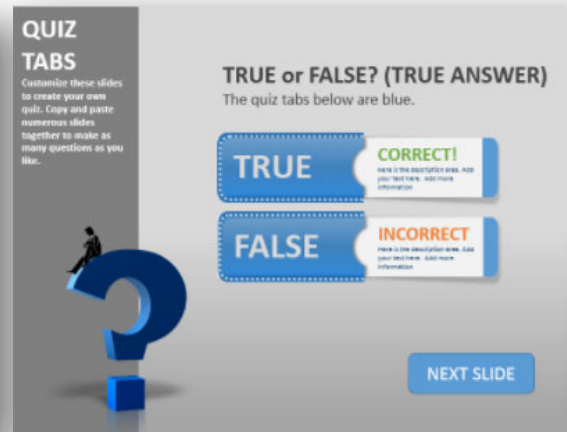 QUIZ
TABS
Customize these slides
to create your own
quiz. Copy and paste
numerous slides
together to make as
many questions as you
like.
TRUE or FALSE? (TRUE ANSWER)
The quiz tabs below are blue.
TRUE
CORRECT!
Here is the description area. Add
your text here. Add more
information
FALSE
INCORRECT
Here is the description area. Add
your text here. Add more
information
NEXT SLIDE